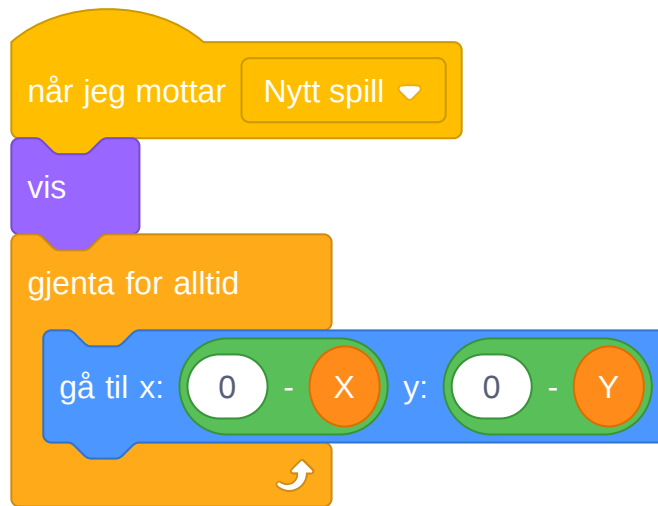 når jeg mottar Nytt spill
vis
gjenta for alltid
gå til x: 0 - X y: 0 - Y